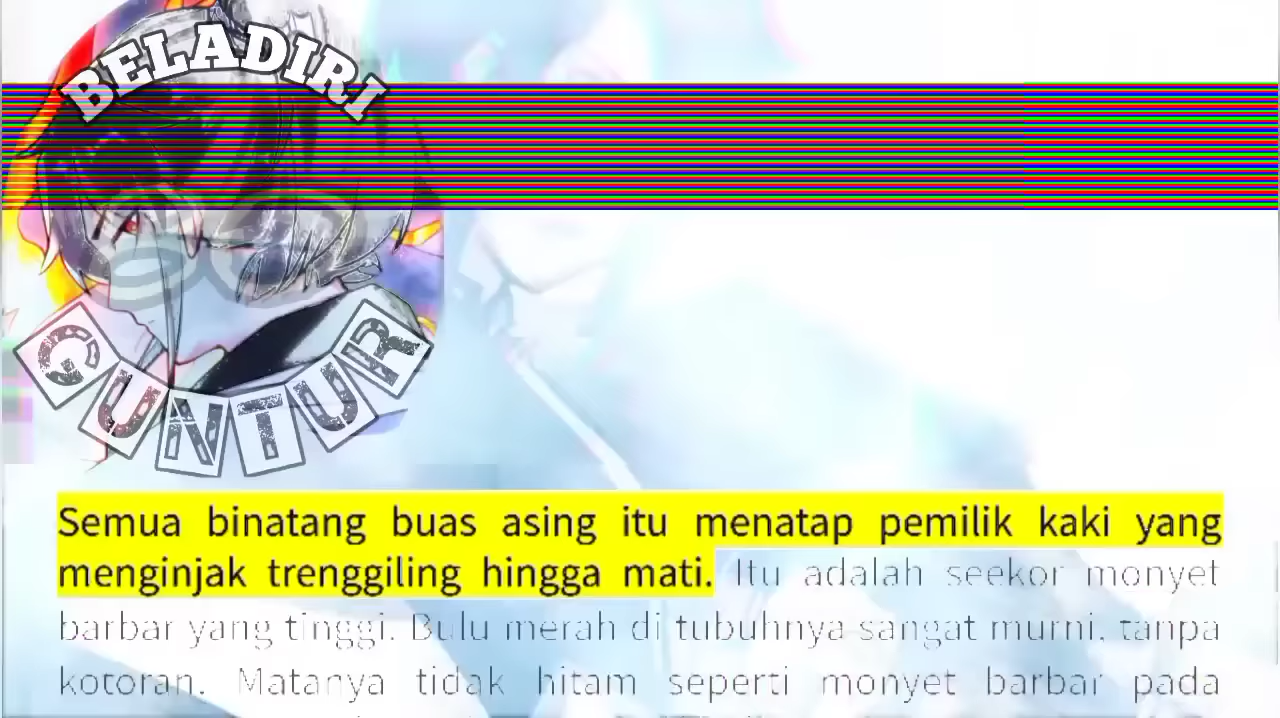 BELADIRI
GUNTUR
Semua binatang buas asing itu menatap pemilik kaki yang
menginjak trenggiling hingga mati. Itu adalah seekor monyet
barbar yang tinggi. Bulu merah di tubuhnya sangat murni, tanpa
kotoran. Matanya tidak hitam seperti monyet barbar pada